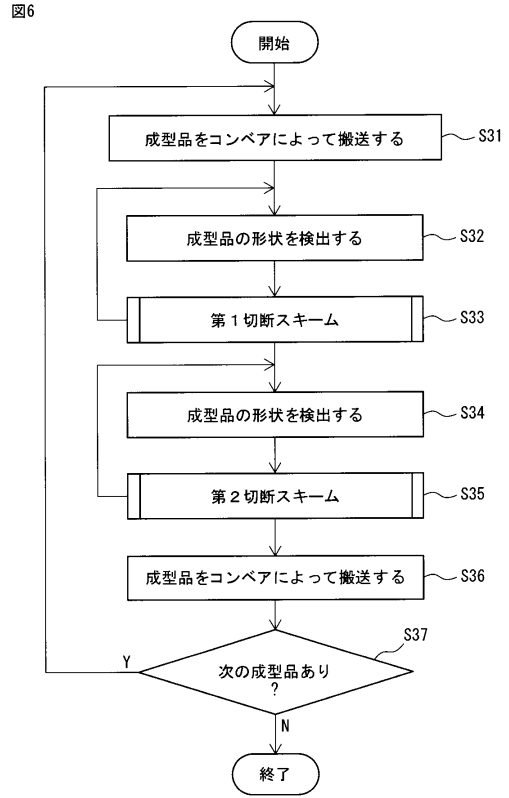 図6
開始
成型品をコンベアによって搬送する
S31
成型品の形状を検出する
S32
第1切断スキーム
S33
成型品の形状を検出する
S34
第2切断スキーム
S35
成型品をコンベアによって搬送する
S36
S37
次の成型品あり
?
Y
N
終了